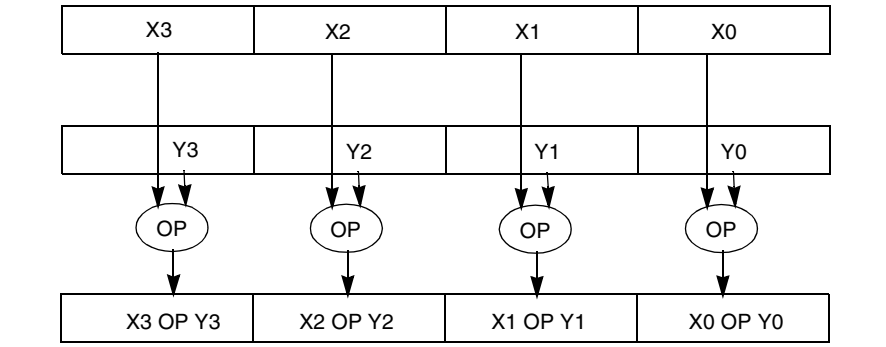 X3 X2 X1 X0
Y3 Y2 Y1 Y0
OP OP OP OP
X3 OP Y3 X2 OP Y2 X1 OP Y1 X0 OP Y0